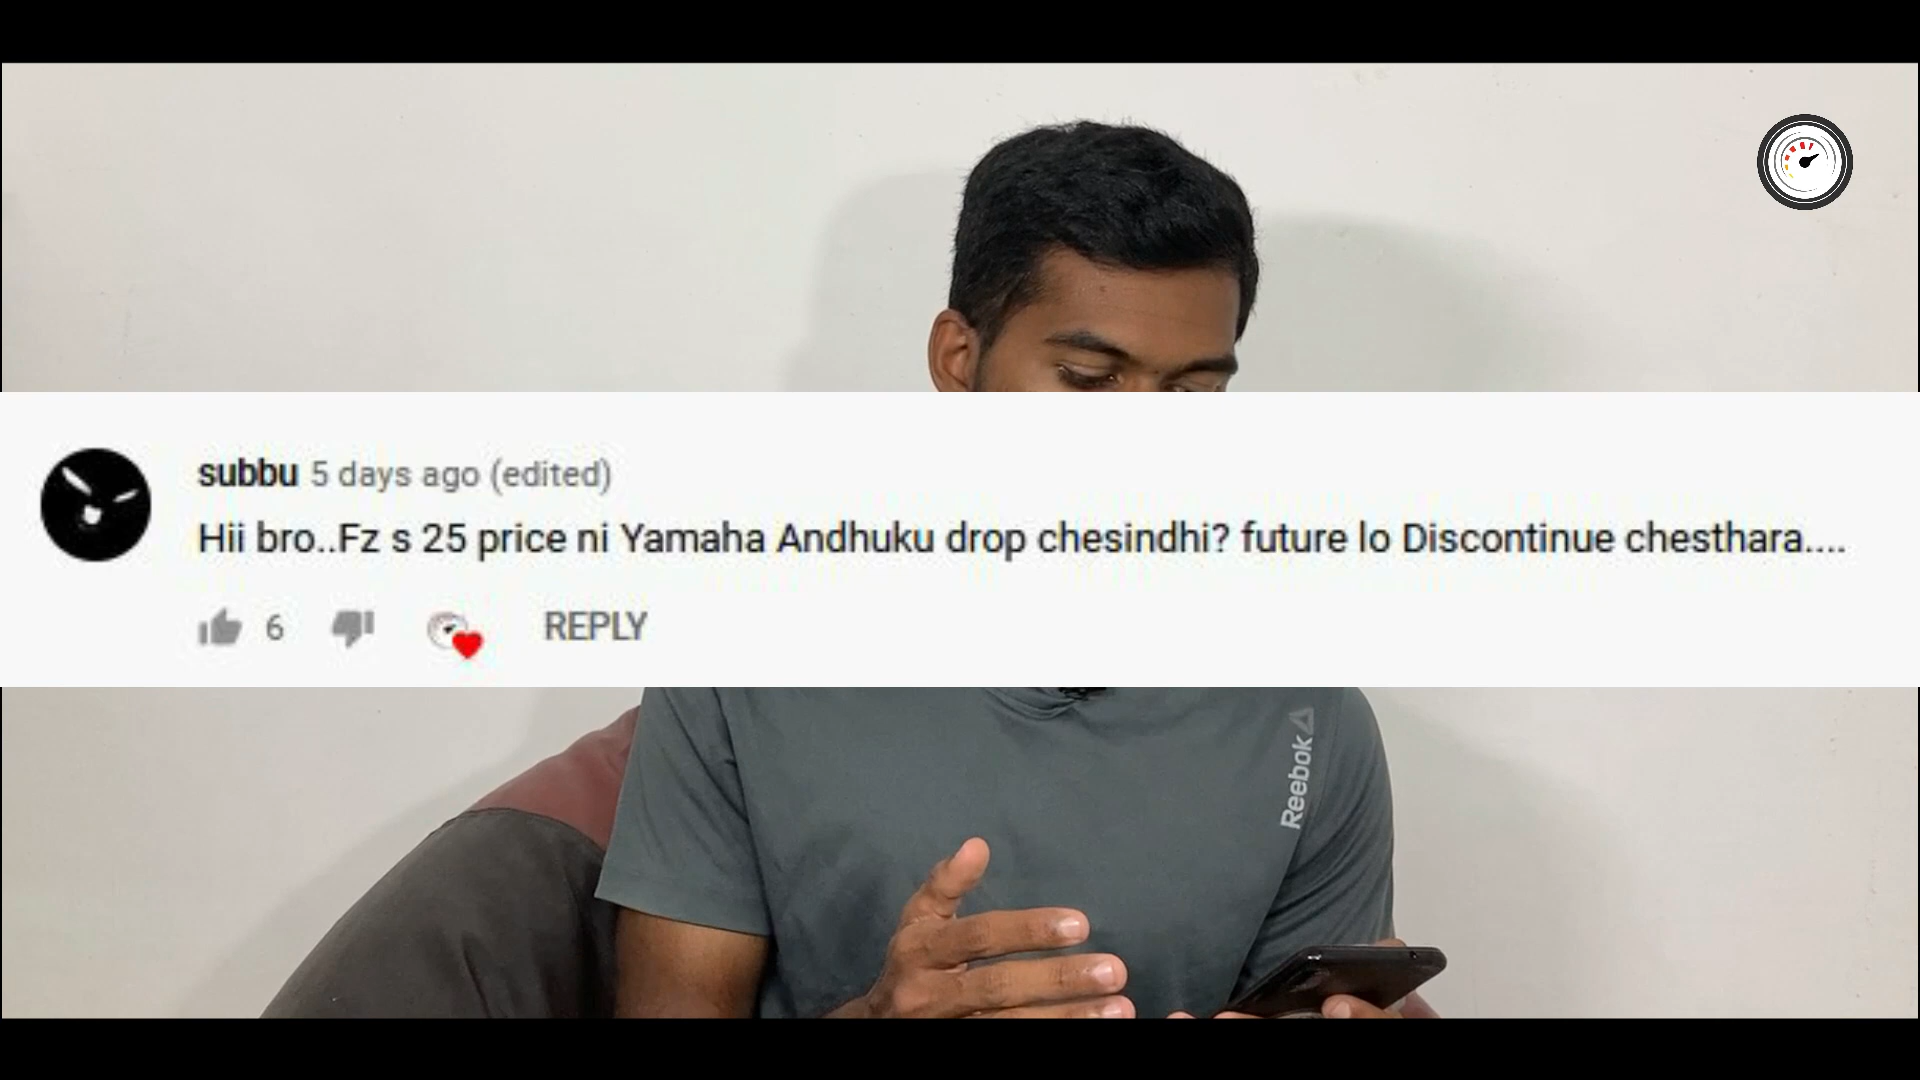 subbu 5 days ago (edited)
Hii bro..Fz s 25 price ni Yamaha Andhuku drop chesindhi? future lo Discontinue chesthara....
6 REPLY
Reebok